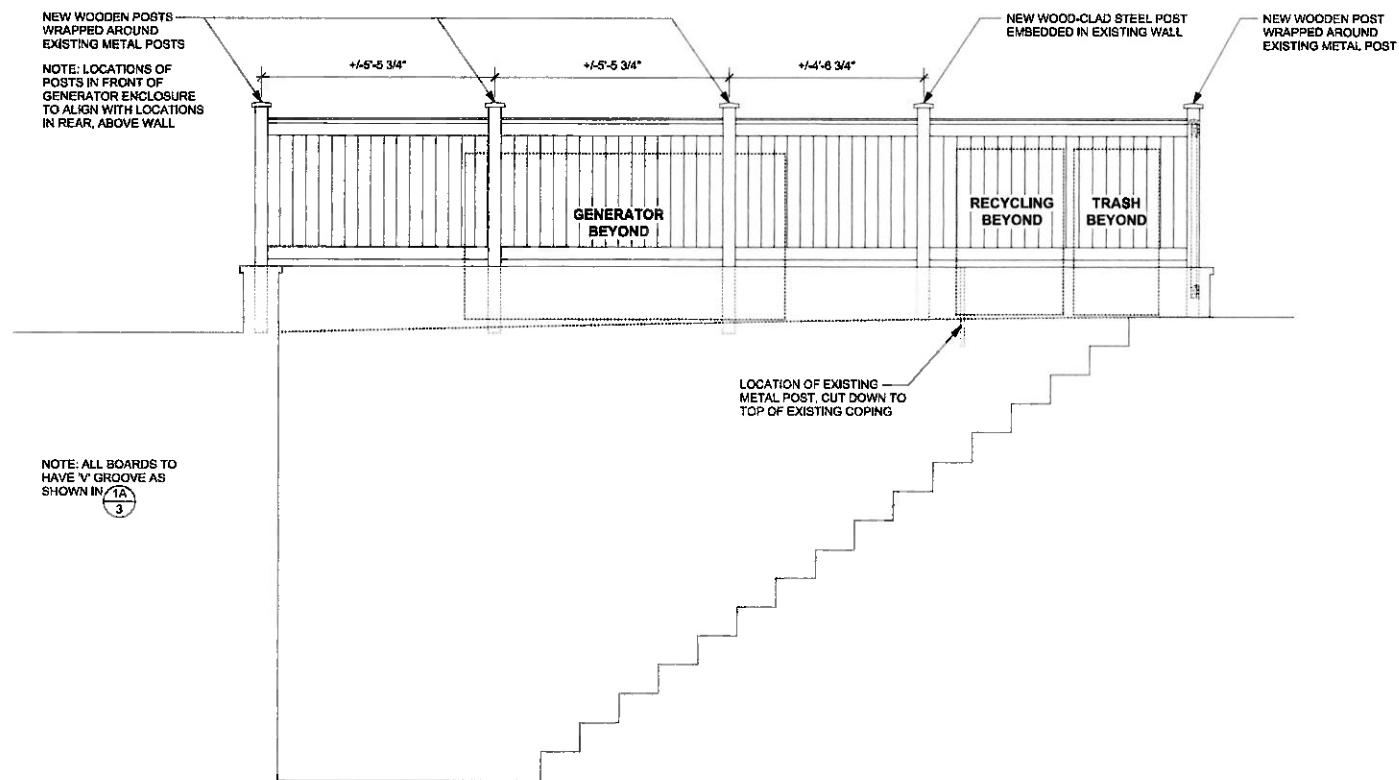 NEW WOODEN POSTS
WRAPPED AROUND
EXISTING METAL POSTS
NOTE: LOCATIONS OF
POSTS IN FRONT OF
GENERATOR ENCLOSURE
TO ALIGN WITH LOCATIONS
IN REAR, ABOVE WALL
NEW WOOD-CLAD STEEL POST
EMBEDDED IN EXISTING WALL
NEW WOODEN POST
WRAPPED AROUND
EXISTING METAL POST
+/-5'-5 3/4"
+/-5'-5 3/4"
+/-4'-6 3/4"
GENERATOR
BEYOND
RECYCLING
BEYOND
TRASH
BEYOND
LOCATION OF EXISTING
METAL POST, CUT DOWN TO
TOP OF EXISTING COPING
NOTE: ALL BOARDS TO
HAVE 'V' GROOVE AS
SHOWN IN 1A
3